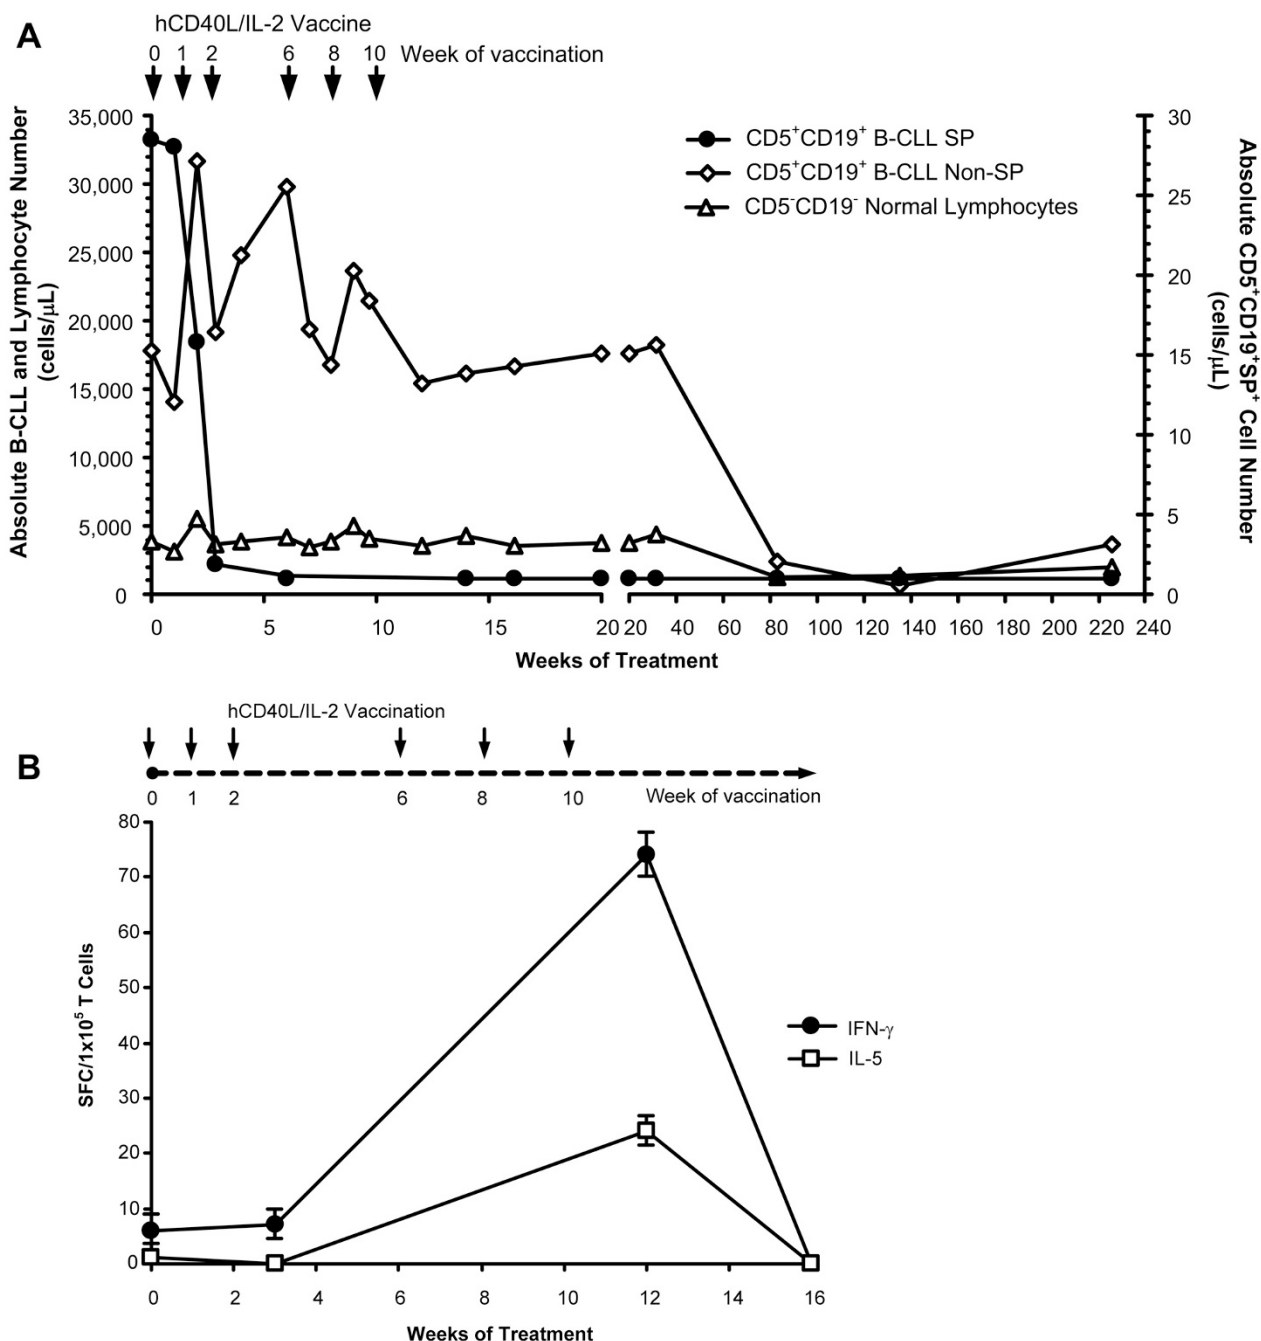 A
hCD40L/IL-2 Vaccine
0 1 2 6 8 10 Week of vaccination
Absolute B-CLL and Lymphocyte Number
(cells/μL)
35,000
30,000
25,000
20,000
15,000
10,000
5,000
0
CD5⁺CD19⁺ B-CLL SP
CD5⁺CD19⁺ B-CLL Non-SP
CD5⁻CD19⁻ Normal Lymphocytes
30
25
20
15
10
5
0
Absolute CD5⁺CD19⁺SP⁺ Cell Number
(cells/μL)
0 5 10 15 20 20 40 60 80 100 120 140 160 180 200 220 240
Weeks of Treatment
B
hCD40L/IL-2 Vaccination
0 1 2 6 8 10 Week of vaccination
SFC/1x10⁵ T Cells
80
70
60
50
40
30
20
10
0
IFN-γ
IL-5
0 2 4 6 8 10 12 14 16
Weeks of Treatment